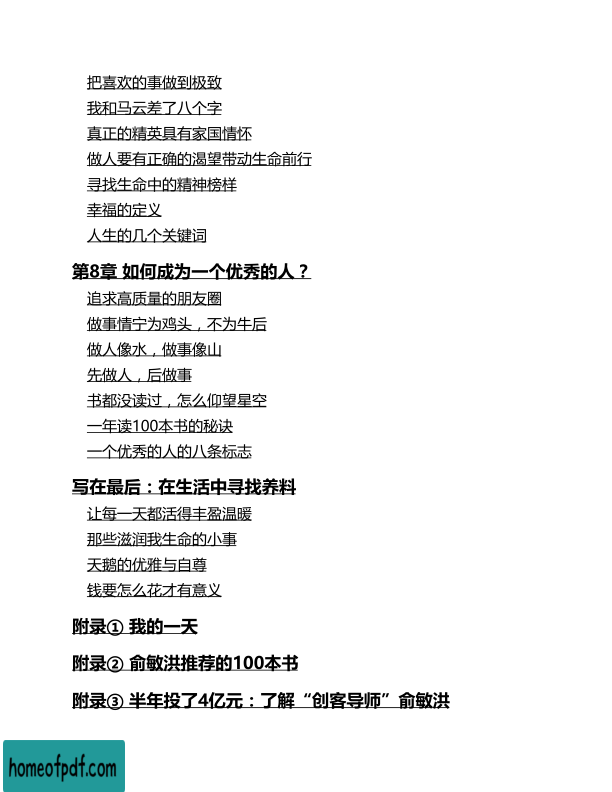 把喜欢的事做到极致
我和马云差了八个字
真正的精英具有家国情怀
做人要有正确的渴望带动生命前行
寻找生命中的精神榜样
幸福的定义
人生的几个关键词
第8章 如何成为一个优秀的人？
追求高质量的朋友圈
做事情宁为鸡头，不为牛后
做人像水，做事像山
先做人，后做事
书都没读过，怎么仰望星空
一年读100本书的秘诀
一个优秀的人的八条标志
写在最后：在生活中寻找养料
让每一天都活得丰盈温暖
那些滋润我生命的小事
天鹅的优雅与自尊
钱要怎么花才有意义
附录① 我的一天
附录② 俞敏洪推荐的100本书
附录③ 半年投了4亿元：了解“创客导师”俞敏洪
homeofpdf.com